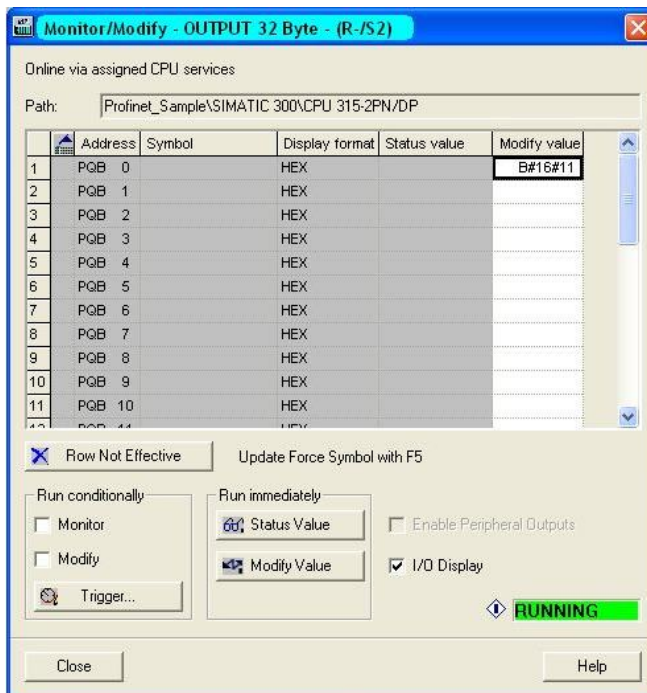 Monitor/Modify - OUTPUT 32 Byte - (R-/S2)
Online via assigned CPU services
Path: Profinet_Sample\SIMATIC 300\CPU 315-2PN/DP
Address Symbol Display format Status value Modify value
1 PQB 0 HEX B#16#11
2 PQB 1 HEX
3 PQB 2 HEX
4 PQB 3 HEX
5 PQB 4 HEX
6 PQB 5 HEX
7 PQB 6 HEX
8 PQB 7 HEX
9 PQB 8 HEX
10 PQB 9 HEX
11 PQB 10 HEX
Row Not Effective Update Force Symbol with F5
Run conditionally Run immediately
Monitor Status Value Enable Peripheral Outputs
Modify Modify Value I/O Display
Trigger...
RUNNING
Close Help